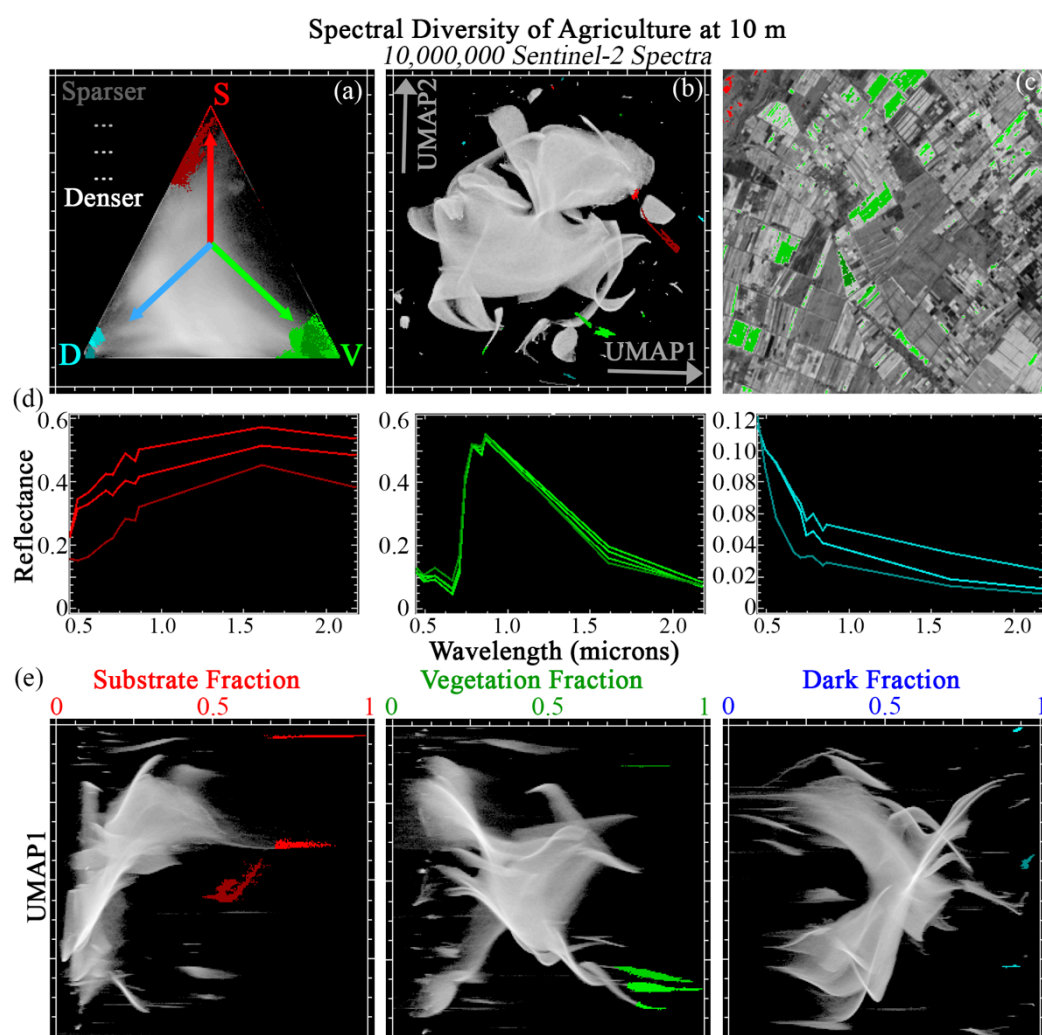 Spectral Diversity of Agriculture at 10 m
10,000,000 Sentinel-2 Spectra
Sparser
...
...
...
Denser
S
D
V
(a)
UMAP2
UMAP1
(b)
(c)
(d)
Reflectance
0.6
0.4
0.2
0
0.5 1.0 1.5 2.0
0.6
0.4
0.2
0
0.5 1.0 1.5 2.0
0.12
0.10
0.08
0.06
0.04
0.02
0.5 1.0 1.5 2.0
Wavelength (microns)
(e)
Substrate Fraction
0 0.5 1
Vegetation Fraction
0 0.5 1
Dark Fraction
0 0.5 1
UMAP1